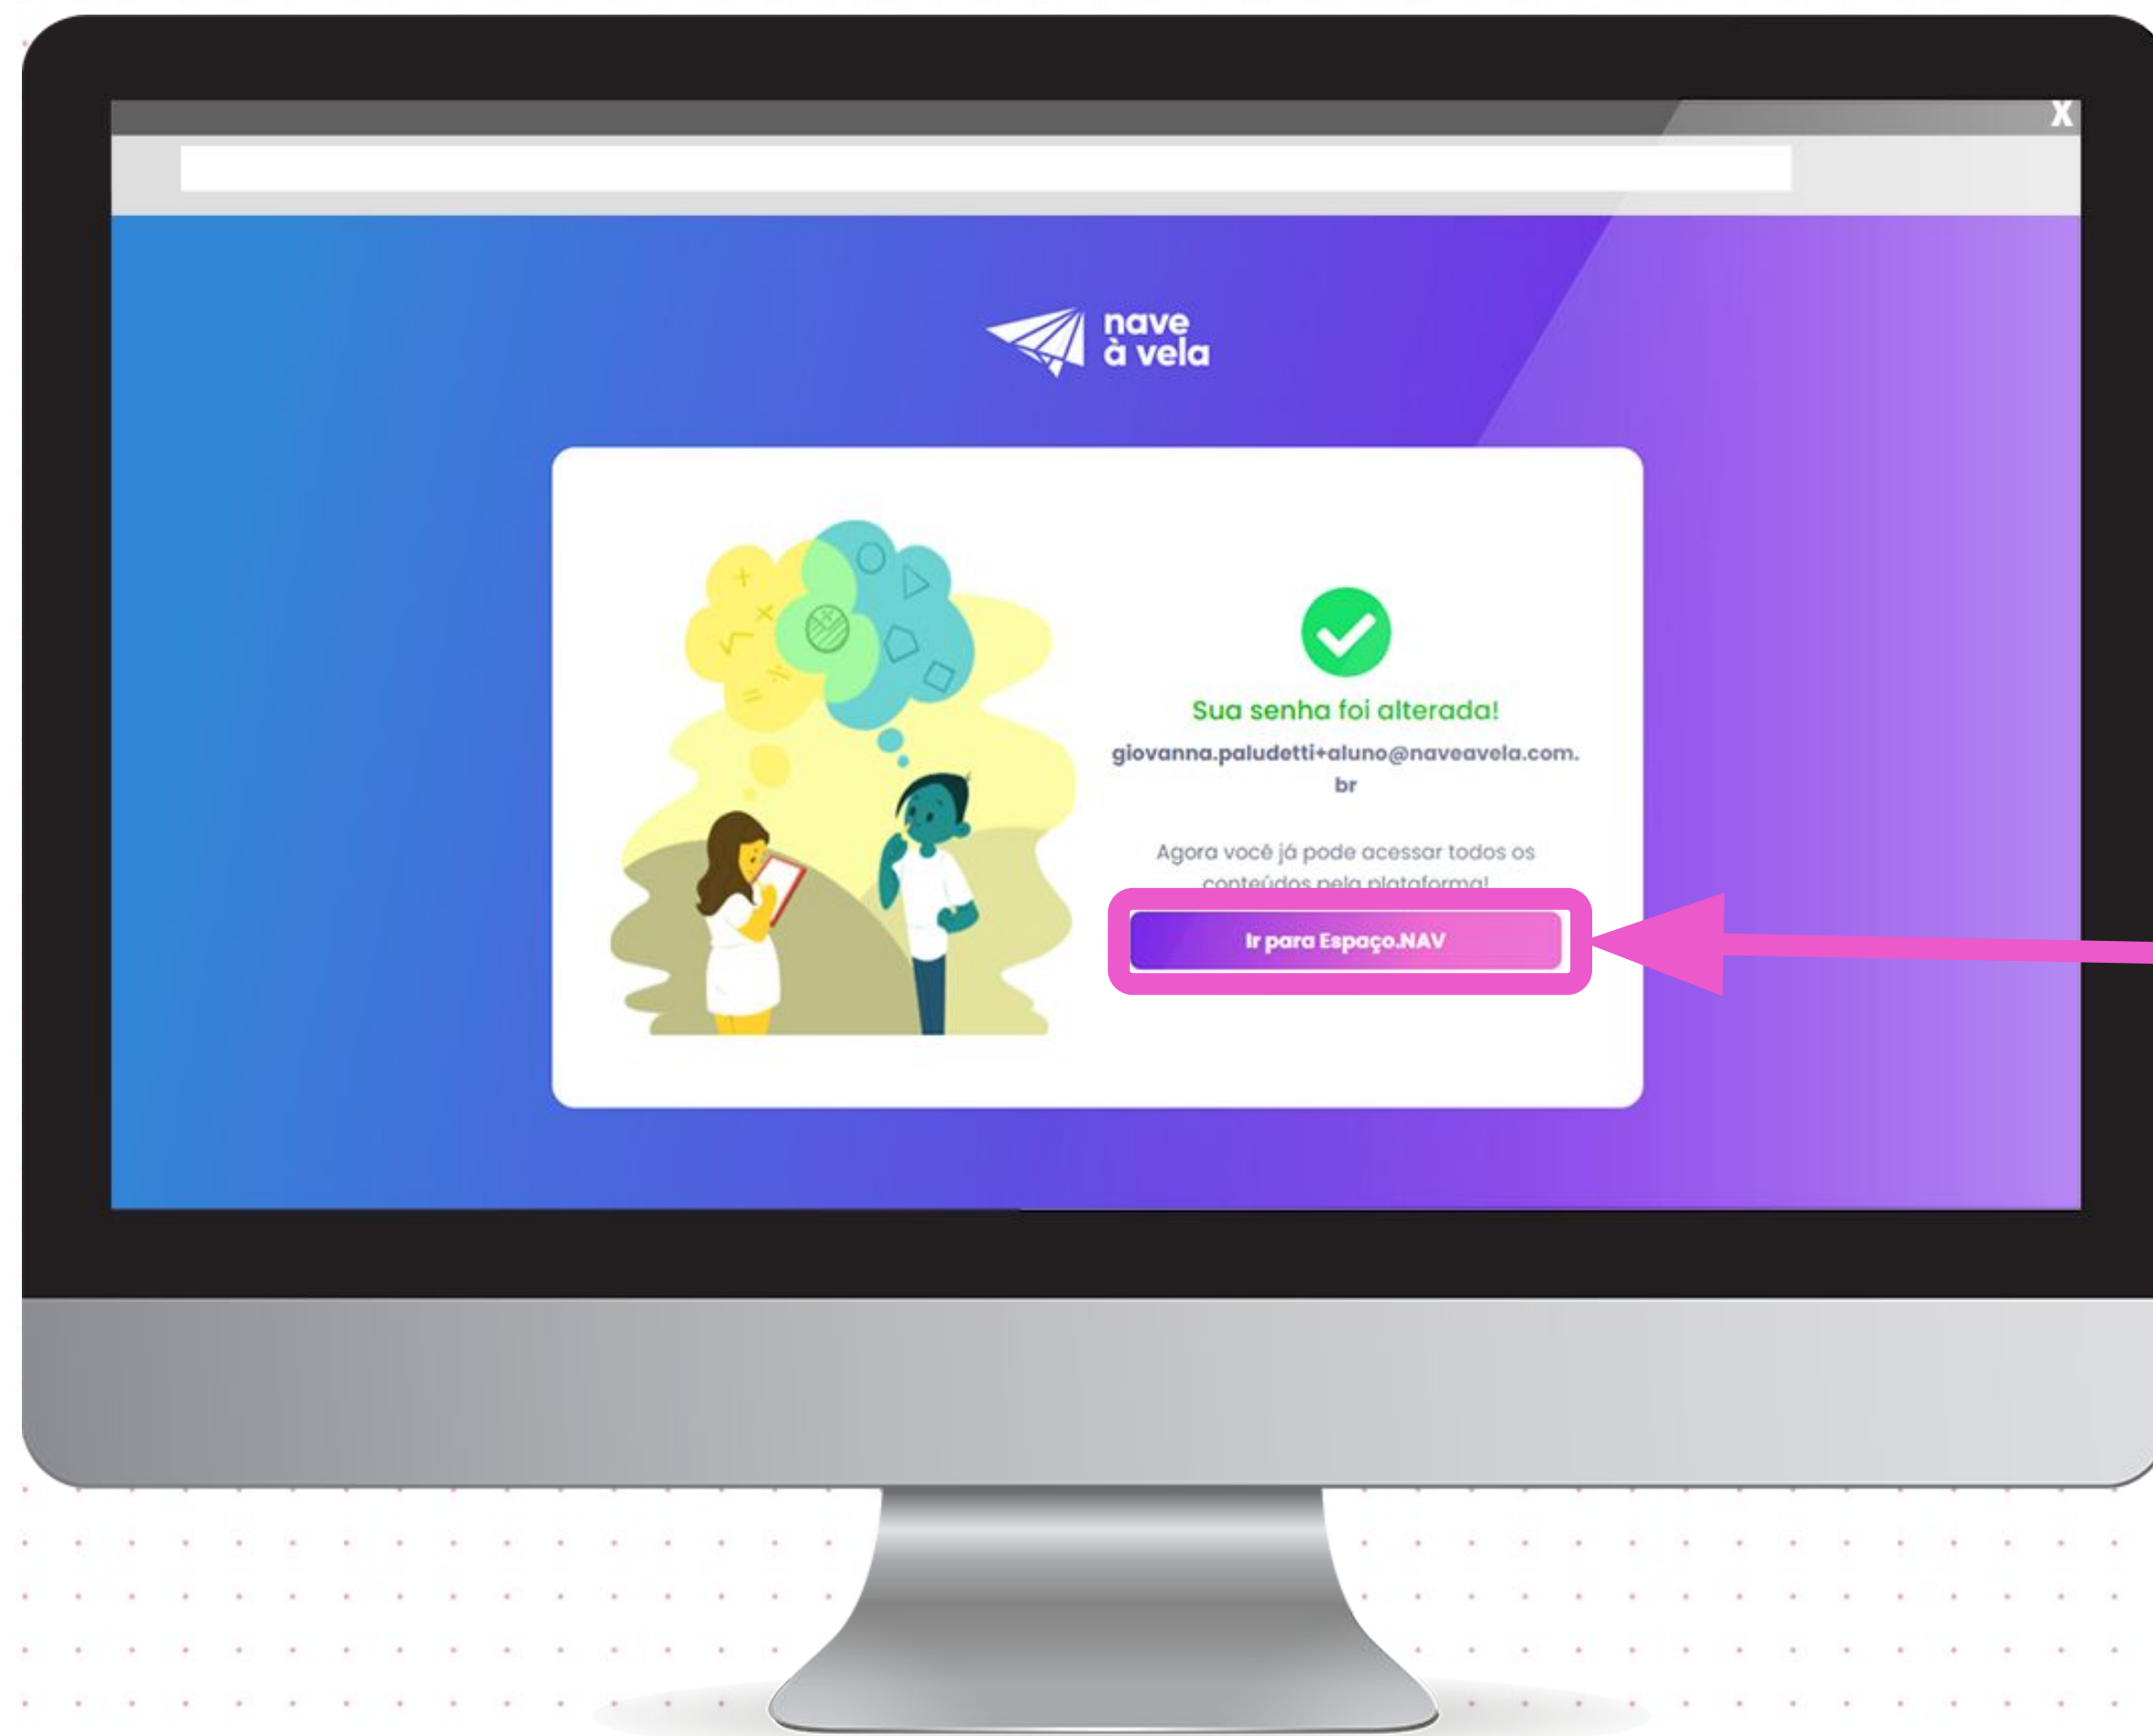 X
nave
à vela
Sua senha foi alterada!
giovanna.paludetti+aluno@naveavela.com.
br
Agora você já pode acessar todos os
conteúdos pela plataforma!
Ir para Espaço.NAV